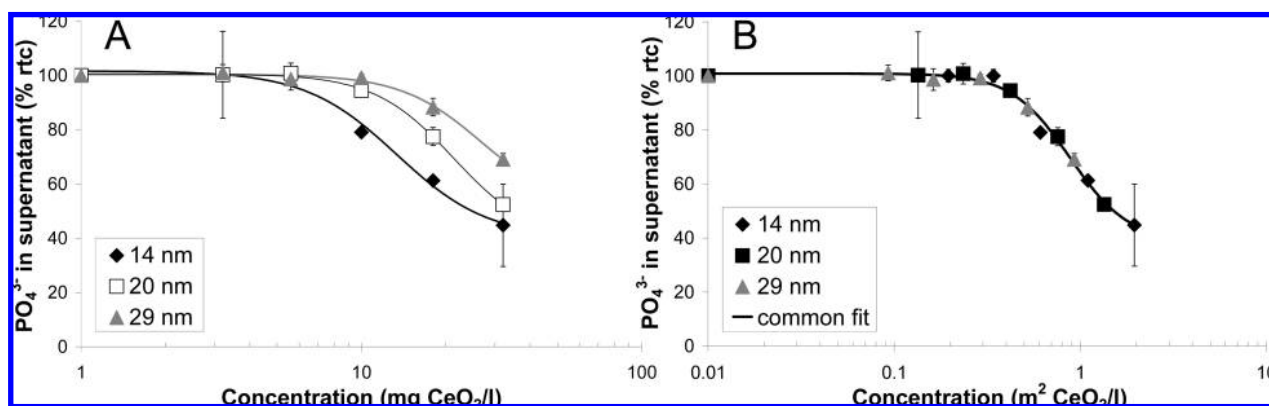 A
PO₄³⁻ in supernatant (% rtc)
120
100
80
60
40
20
0
14 nm
20 nm
29 nm
1
10
100
Concentration (mg CeO₂/l)
B
PO₄³⁻ in supernatant (% rtc)
120
100
80
60
40
20
0
14 nm
20 nm
29 nm
common fit
0.01
0.1
1
10
Concentration (m² CeO₂/l)